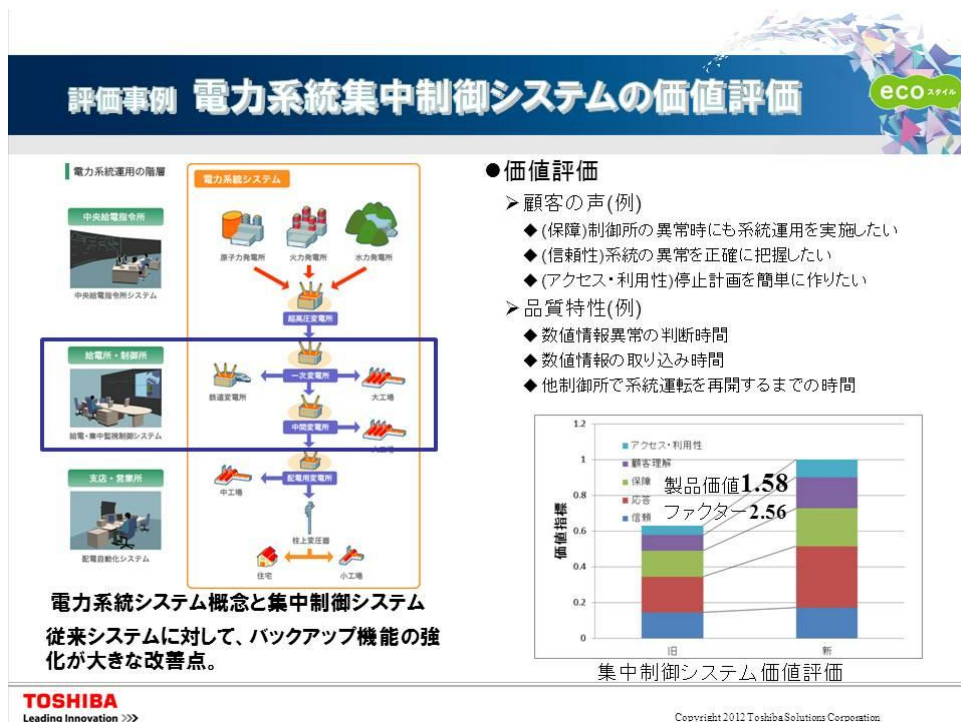 評価事例 電力系統集中制御システムの価値評価
eco スタイル
電力系統運用の階層
電力系統システム
中央給電指令所
中央給電指令所システム
原子力発電所
火力発電所
水力発電所
超高圧変電所
給電所・制御所
給電・集中監視制御システム
一次変電所
鉄道変電所
大工場
中間変電所
支店・営業所
配電自動化システム
配電用変電所
中工場
柱上変圧器
住宅
小工場
電力系統システム概念と集中制御システム
従来システムに対して、バックアップ機能の強
化が大きな改善点。
●価値評価
➢顧客の声(例)
◆(保障)制御所の異常時にも系統運用を実施したい
◆(信頼性)系統の異常を正確に把握したい
◆(アクセス・利用性)停止計画を簡単に作りたい
➢品質特性(例)
◆数値情報異常の判断時間
◆数値情報の取り込み時間
◆他制御所で系統運転を再開するまでの時間
価値指標
1.2
1
0.8
0.6
0.4
0.2
0
アクセス・利用性
顧客理解
保障
応答
信頼
製品価値1.58
ファクター2.56
旧
新
集中制御システム価値評価
TOSHIBA
Leading Innovation >>>
Copyright 2012 Toshiba Solutions Corporation